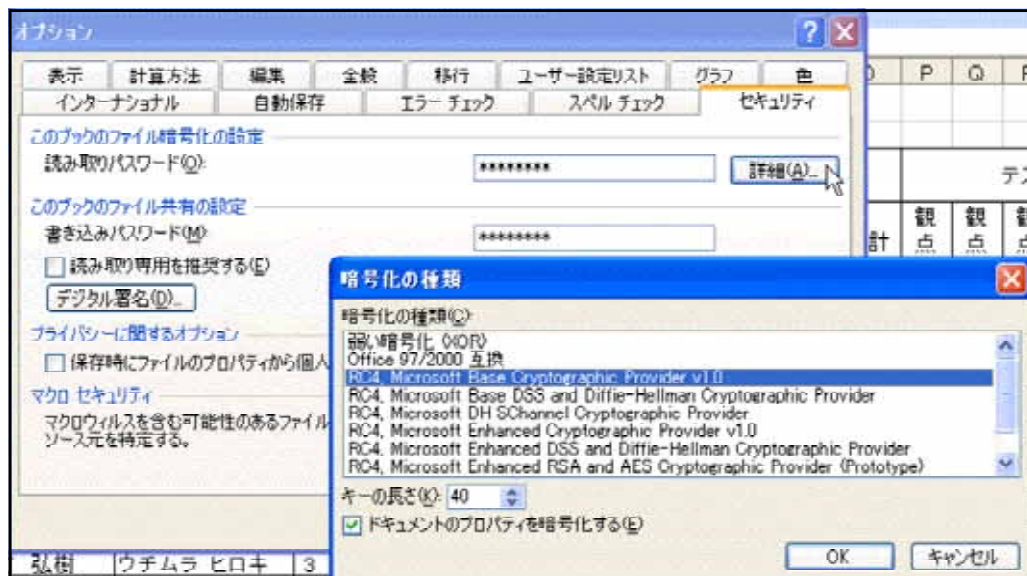 オプション
表示 計算方法 編集 全般 移行 ユーザー設定リスト グラフ 色
インターナショナル 自動保存 エラー チェック スペル チェック セキュリティ
P Q
このブックのファイル暗号化の設定
読み取りパスワード(O): ******** 詳細(A)...
テス
このブックのファイル共有の設定
書き込みパスワード(M): ********
計 観点 観点
読み取り専用を推奨する(E)
デジタル署名(D)...
プライバシーに関するオプション
保存時にファイルのプロパティから個人
マクロ セキュリティ
マクロウィルスを含む可能性のあるファイル
ソース元を特定する。
暗号化の種類
暗号化の種類(C):
弱い暗号化 (XOR)
Office 97/2000 互換
RC4, Microsoft Base Cryptographic Provider v1.0
RC4, Microsoft Base DSS and Diffie-Hellman Cryptographic Provider
RC4, Microsoft DH SChannel Cryptographic Provider
RC4, Microsoft Enhanced Cryptographic Provider v1.0
RC4, Microsoft Enhanced DSS and Diffie-Hellman Cryptographic Provider
RC4, Microsoft Enhanced RSA and AES Cryptographic Provider (Prototype)
キーの長さ(K): 40
ドキュメントのプロパティを暗号化する(E)
OK キャンセル
弘樹 ウチムラ ヒロキ 3